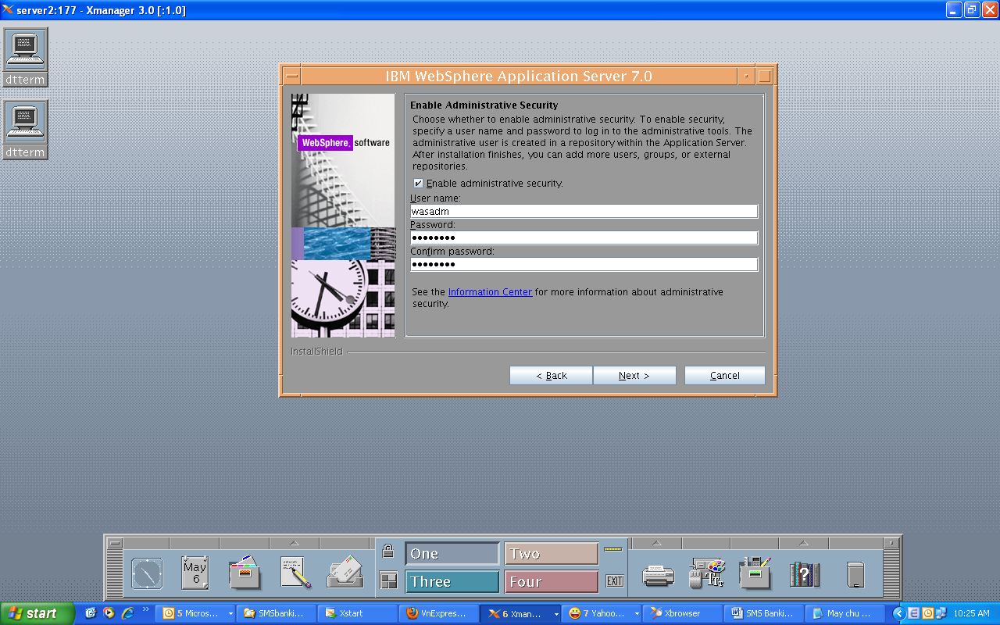 server2:177 - Xmanager 3.0 [:1.0]
dtterm
dtterm
IBM WebSphere Application Server 7.0
WebSphere. software
Enable Administrative Security
Choose whether to enable administrative security. To enable security,
specify a user name and password to log in to the administrative tools. The
administrative user is created in a repository within the Application Server.
After installation finishes, you can add more users, groups, or external
repositories.
Enable administrative security.
User name:
wasadm
Password:
••••••••
Confirm password:
••••••••
See the Information Center for more information about administrative
security.
InstallShield
< Back
Next >
Cancel
May
6
One
Two
Three
Four
EXIT
start
5 Micros...
SMSbanki...
Xstart
VnExpres...
6 Xman...
7 Yahoo...
Xbrowser
SMS Banki...
May chu ...
10:25 AM